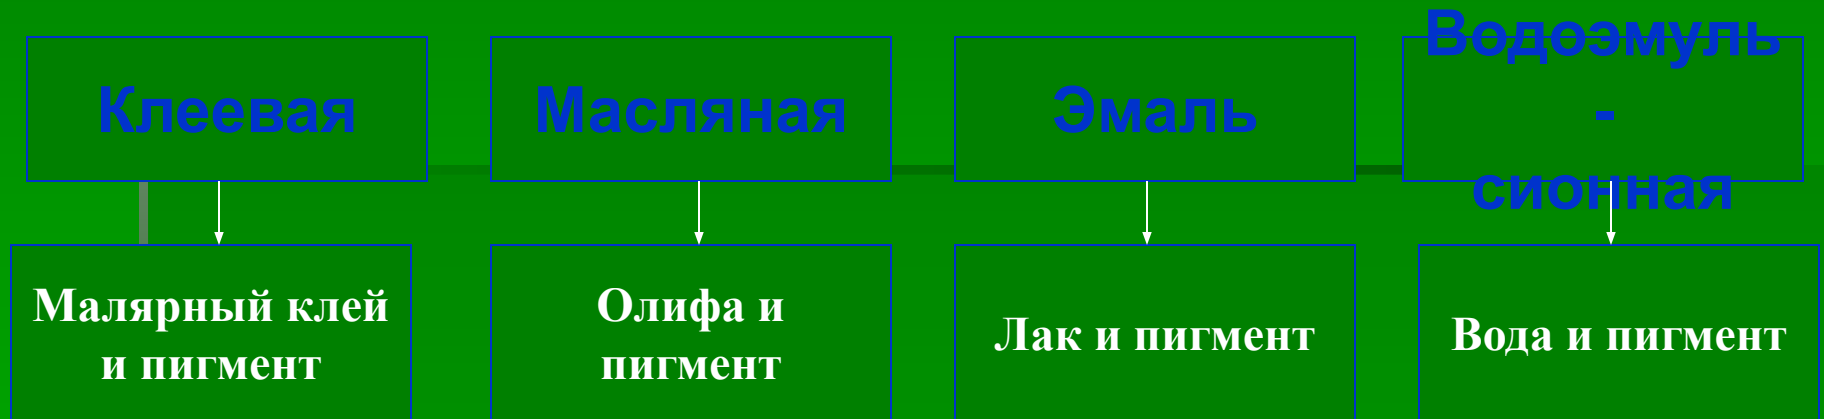 Клеевая
Масляная
Эмаль
Водоэмуль
-
сионная
Малярный клей
и пигмент
Олифа и
пигмент
Лак и пигмент
Вода и пигмент